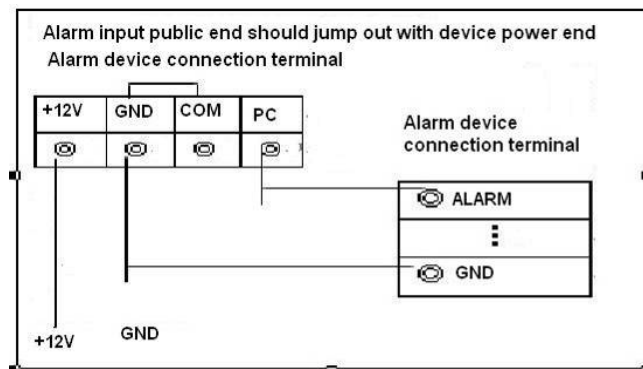 Alarm input public end should jump out with device power end
Alarm device connection terminal
+12V GND COM PC
Alarm device
connection terminal
ALARM
GND
+12V GND